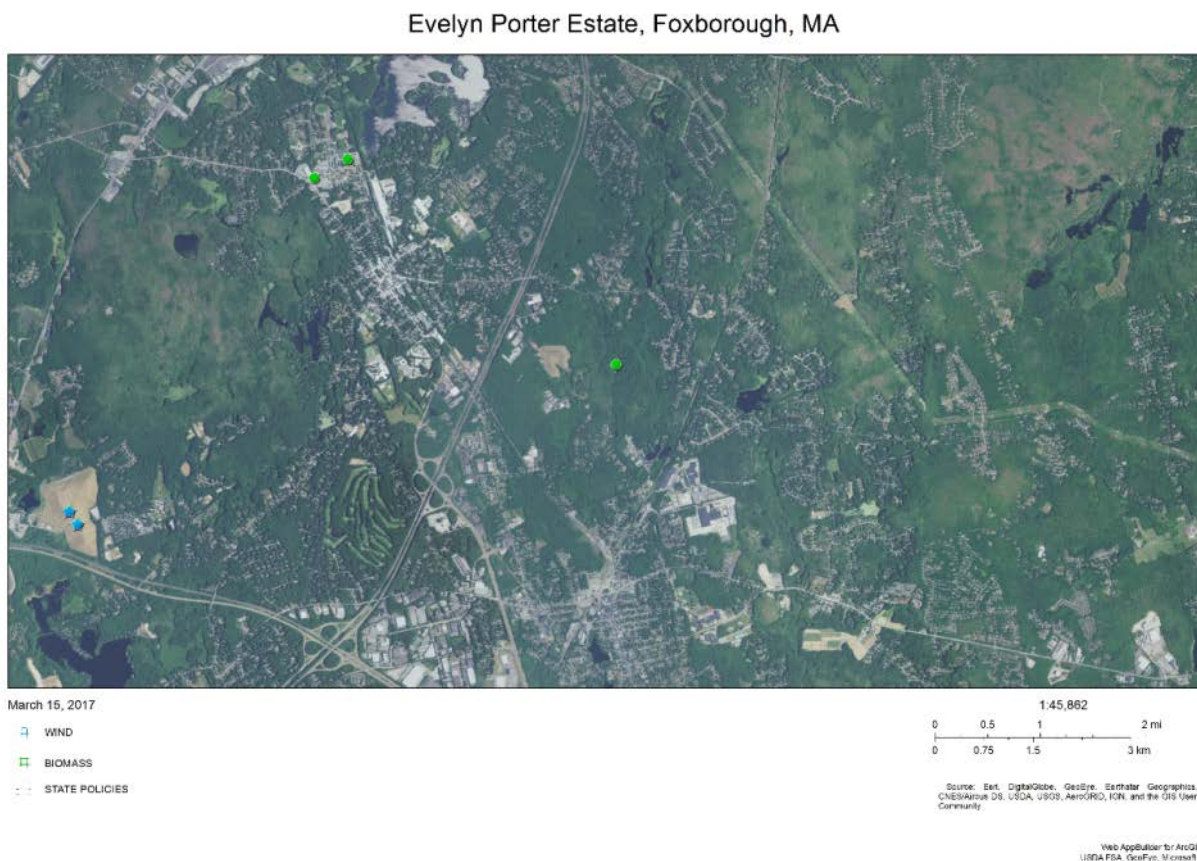 Evelyn Porter Estate, Foxborough, MA
March 15, 2017
WIND
BIOMASS
STATE POLICIES
1:45,862
0 0.5 1 2 mi
0 0.75 1.5 3 km
Source: Esri, DigitalGlobe, GeoEye, Earthstar Geographics,
CNES/Airbus DS, USDA, USGS, AeroGRID, IGN, and the GIS User
Community
Web AppBuilder for ArcGI
USDA FSA, GeoEye, Microsoft